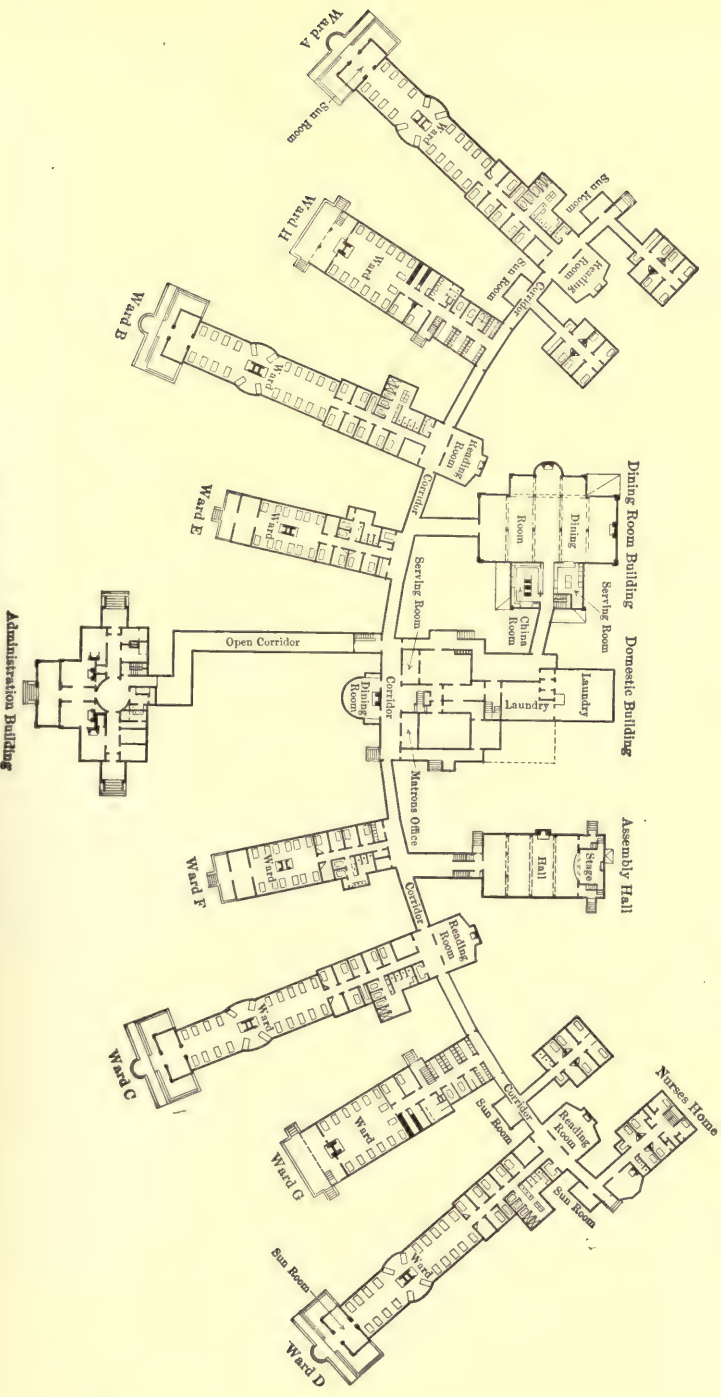 Ward A
Sun Room
Ward
Sun Room
Reading
Room
Ward H
Ward
Sun Room
Corridor
Ward B
Ward
Reading
Room
Corridor
Ward E
Ward
Dining Room Building
Dining
Room
Serving Room
China
Room
Serving Room
Domestic Building
Open Corridor
Corridor
Dining
Room
Laundry
Laundry
Matrons Office
Administration Building
Assembly Hall
Hall
Stage
Ward F
Ward
Corridor
Reading
Room
Ward C
Ward
Ward G
Ward
Corridor
Sun Room
Reading
Room
Nurses Home
Sun Room
Ward
Sun Room
Ward D